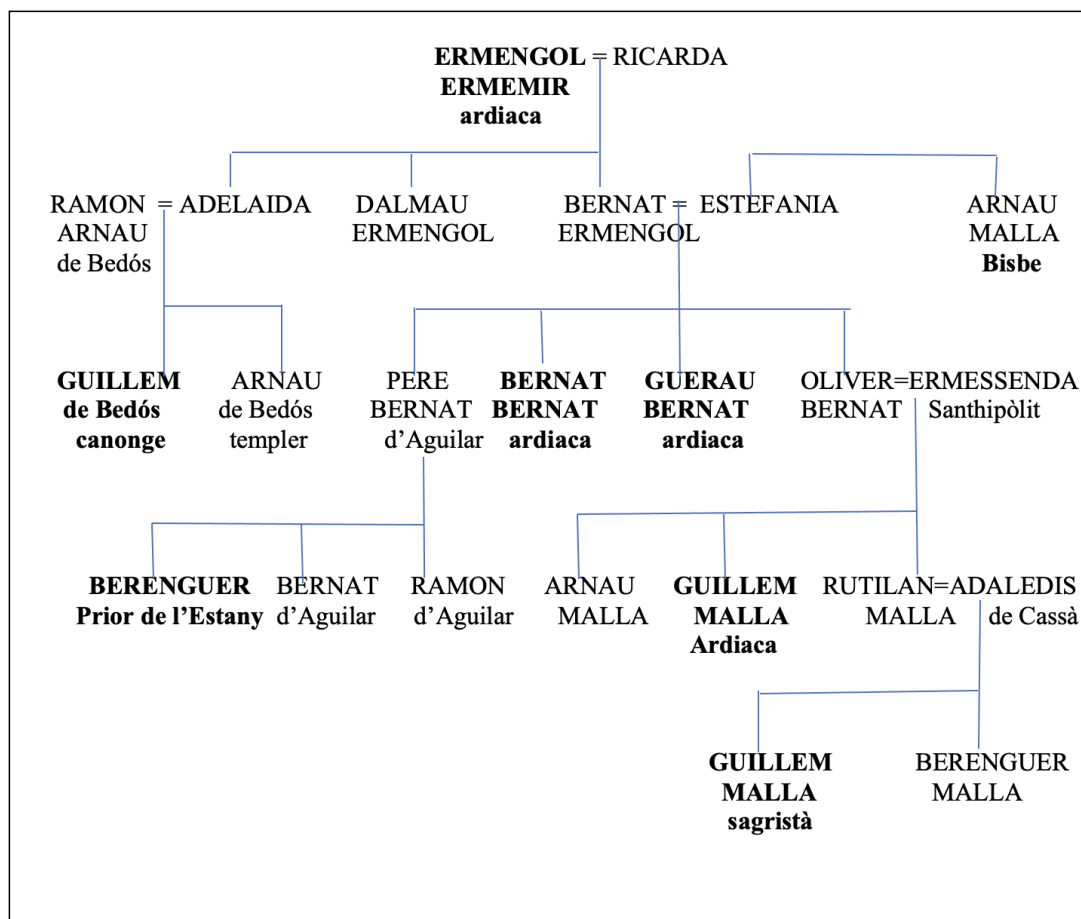 ERMENGOL = RICARDA
ERMEMIR
ardiaca
RAMON = ADELAIDA DALMAU BERNAT = ESTEFANIA ARNAU
ARNAU ERMENGOL ERMENGOL MALLA
de Bedós Bisbe
GUILLEM ARNAU PERE BERNAT GUERAU OLIVER=ERMESSENDA
de Bedós de Bedós BERNAT BERNAT BERNAT BERNAT Santhipòlit
canonge templer d’Aguilar ardiaca ardiaca
BERENGUER BERNAT RAMON ARNAU GUILLEM RUTILAN=ADALEDIS
Prior de l’Estany d’Aguilar d’Aguilar MALLA MALLA MALLA de Cassà
Ardiaca
GUILLEM BERENGUER
MALLA MALLA
sagristà